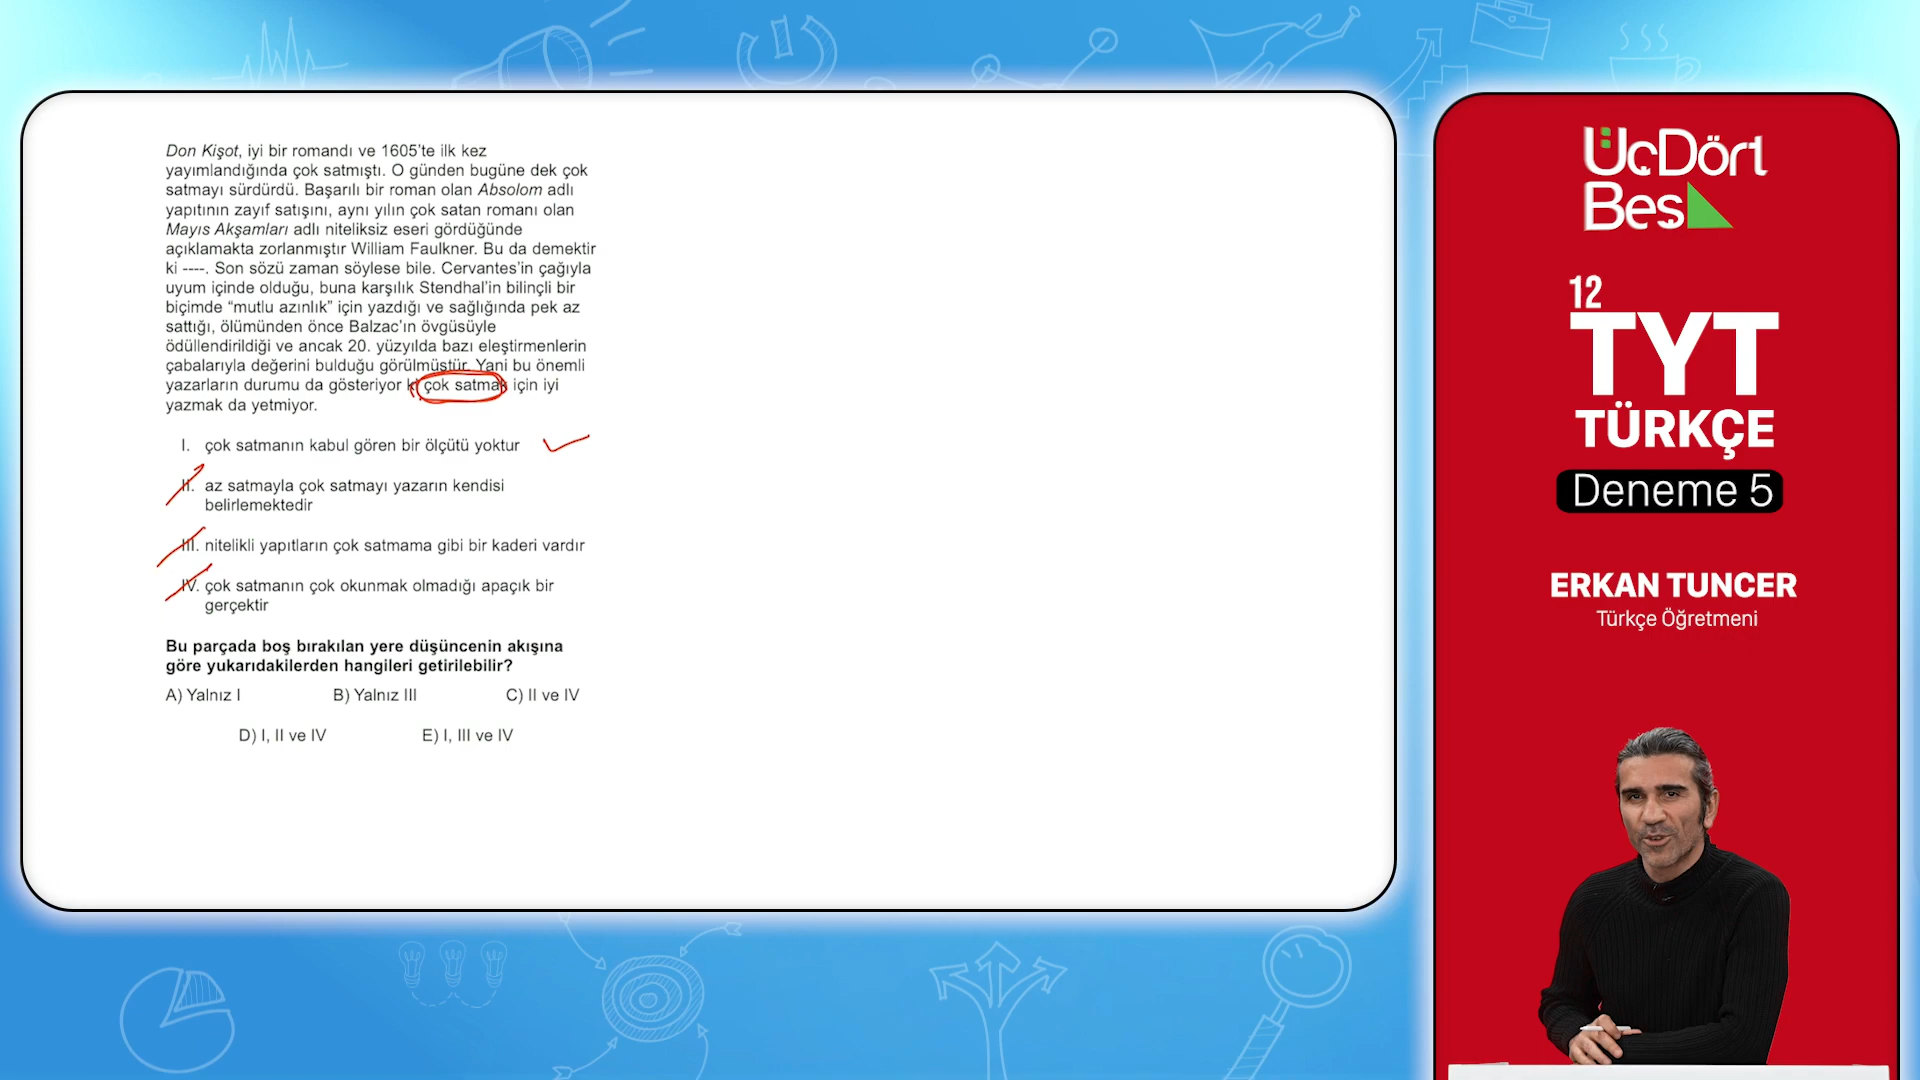 Don Kişot, iyi bir romandı ve 1605'te ilk kez
yayımlandığında çok satmıştı. O günden bugüne dek çok
satmayı sürdürdü. Başarılı bir roman olan Absolom adlı
yapıtının zayıf satışını, aynı yılın çok satan romanı olan
Mayıs Akşamları adlı niteliksiz eseri gördüğünde
açıklamakta zorlanmıştır William Faulkner. Bu da demektir
ki ----. Son sözü zaman söylese bile. Cervantes'in çağıyla
uyum içinde olduğu, buna karşılık Stendhal'in bilinçli bir
biçimde “mutlu azınlık” için yazdığı ve sağlığında pek az
sattığı, ölümünden önce Balzac'ın övgüsüyle
ödüllendirildiği ve ancak 20. yüzyılda bazı eleştirmenlerin
çabalarıyla değerini bulduğu görülmüştür. Yani bu önemli
yazarların durumu da gösteriyor ki çok satmak için iyi
yazmak da yetmiyor.
I. çok satmanın kabul gören bir ölçütü yoktur
II. az satmayla çok satmayı yazarın kendisi
belirlemektedir
III. nitelikli yapıtların çok satmama gibi bir kaderi vardır
IV. çok satmanın çok okunmak olmadığı apaçık bir
gerçektir
Bu parçada boş bırakılan yere düşüncenin akışına
göre yukarıdakilerden hangileri getirilebilir?
A) Yalnız I B) Yalnız III C) II ve IV
D) I, II ve IV E) I, III ve IV
ÜçDört
Beş
12
TYT
TÜRKÇE
Deneme 5
ERKAN TUNCER
Türkçe Öğretmeni